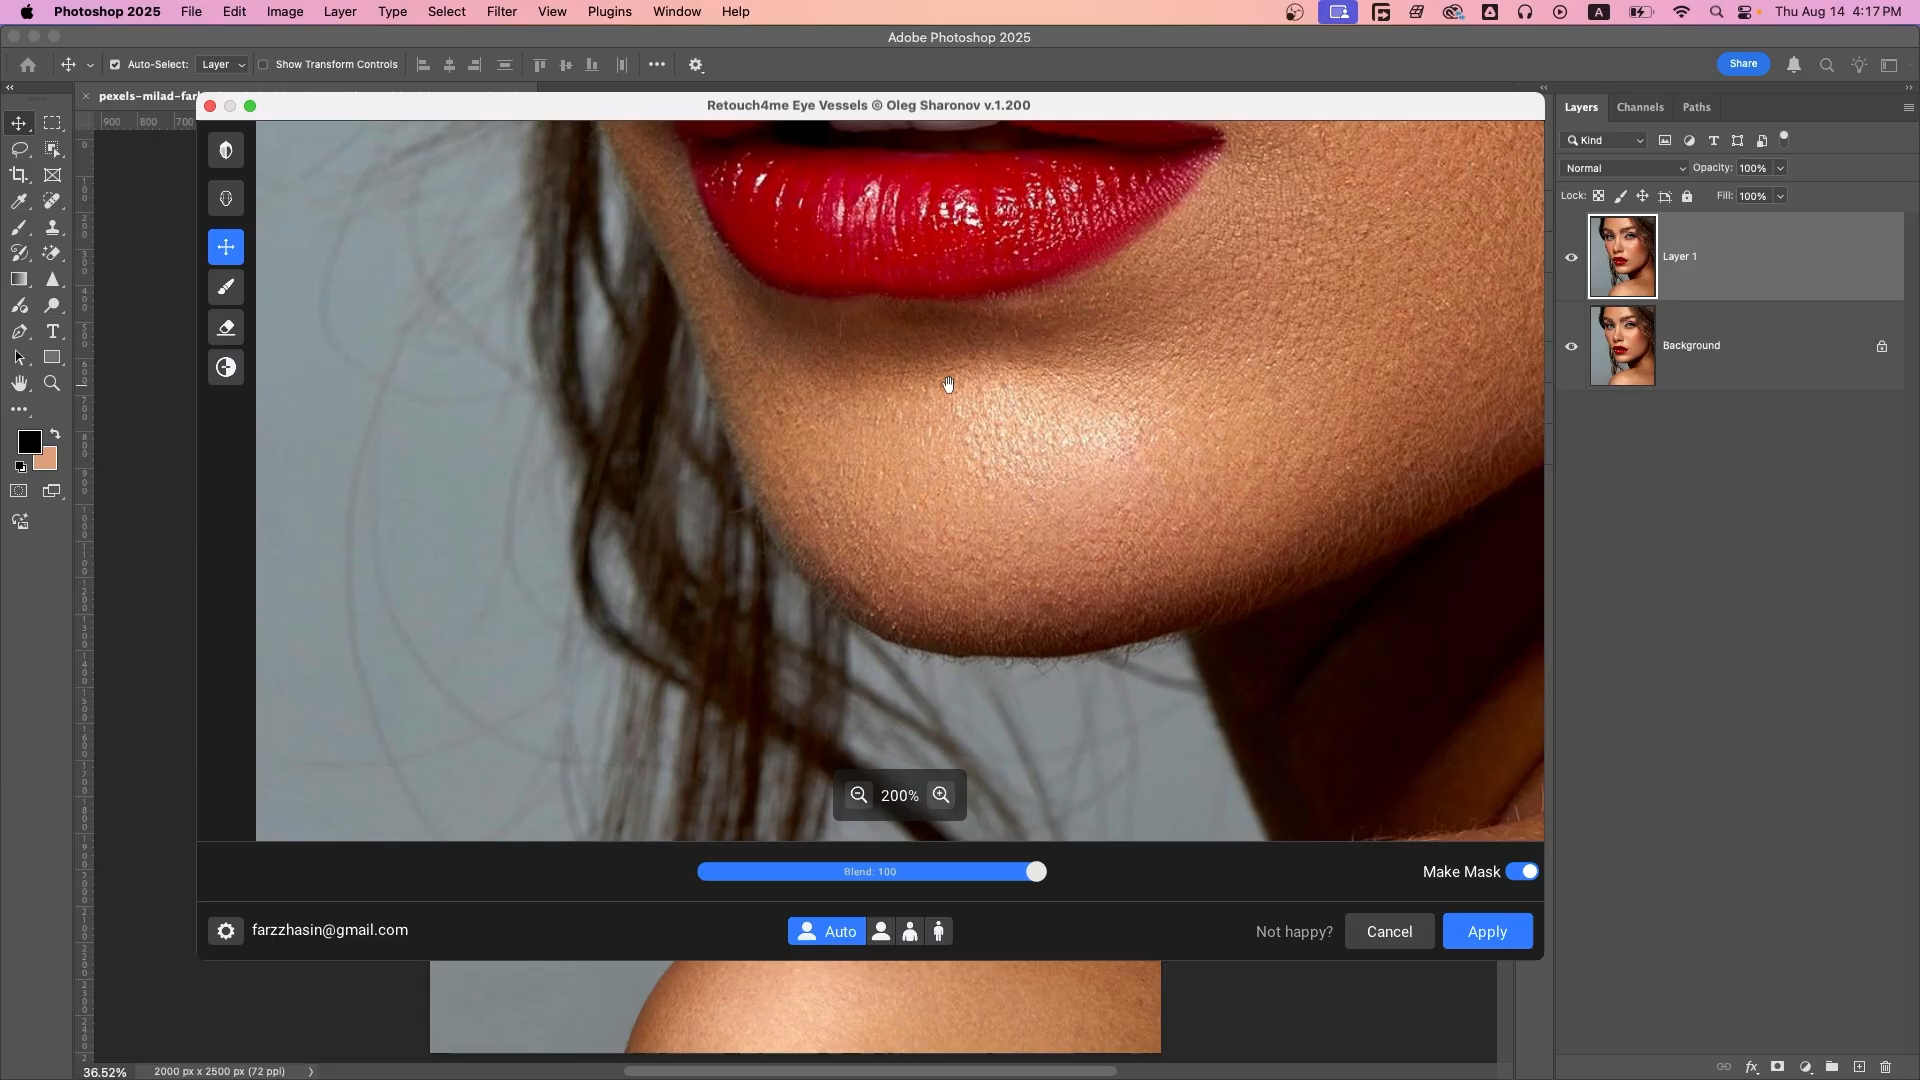 Photoshop 2025 File Edit Image Layer Type Select Filter View Plugins Window Help A Thu Aug 14 4:17 PM
Adobe Photoshop 2025
Auto-Select: Layer Show Transform Controls Share
pexels-milad-far
Retouch4me Eye Vessels © Oleg Sharonov v.1.200
Layers Channels Paths
900 800 700
Kind
Normal Opacity: 100%
Lock: Fill: 100%
Layer 1
Background
200%
Blend: 100
Make Mask
farzzhasin@gmail.com Auto Not happy? Cancel Apply
36.52% 2000 px x 2500 px (72 ppi)